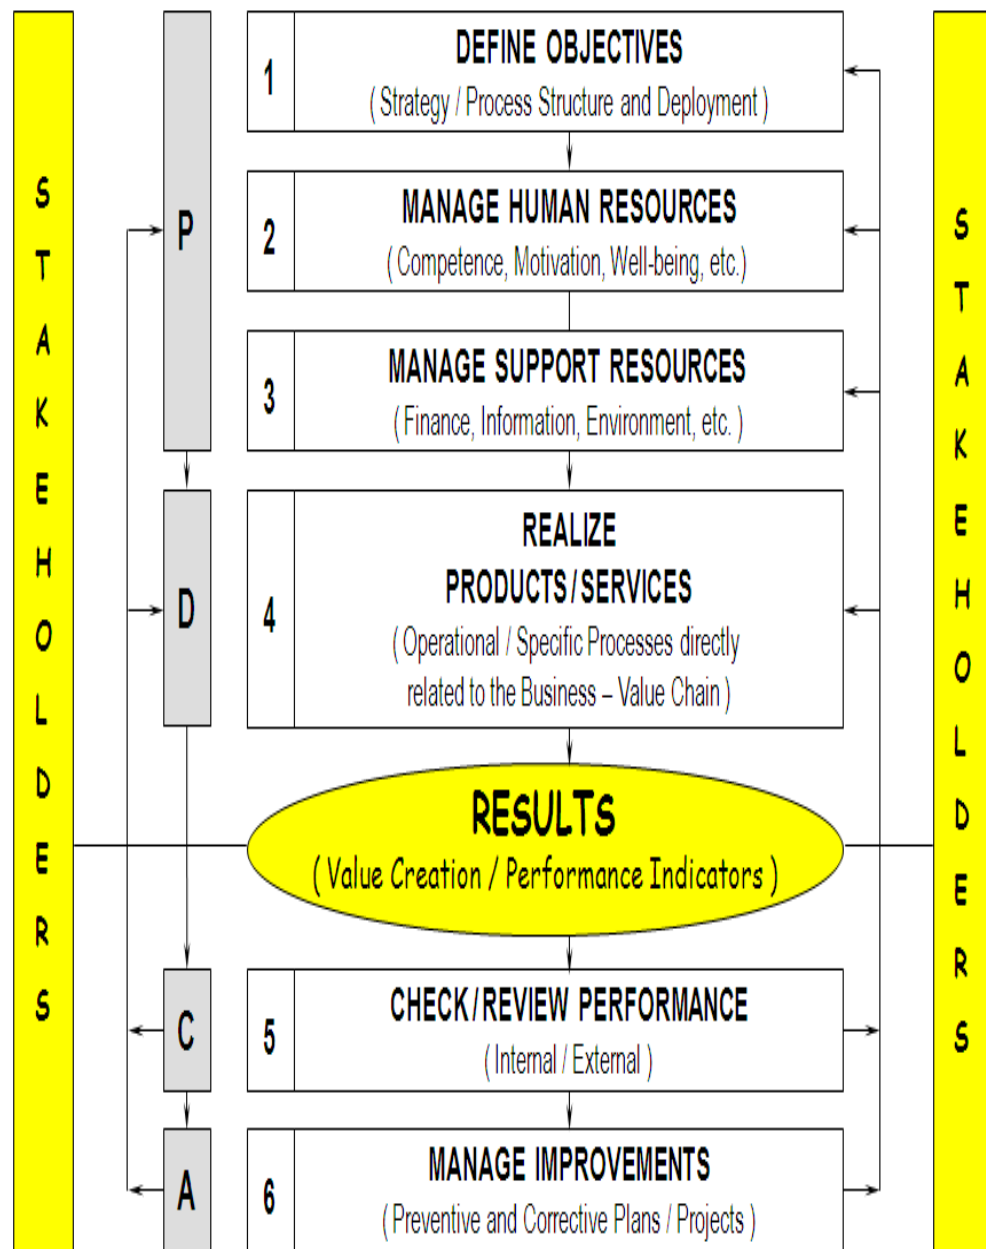 STAKEHOLDERS
P
1
DEFINE OBJECTIVES
( Strategy / Process Structure and Deployment )
2
MANAGE HUMAN RESOURCES
( Competence, Motivation, Well-being, etc.)
3
MANAGE SUPPORT RESOURCES
( Finance, Information, Environment, etc. )
D
4
REALIZE
PRODUCTS/SERVICES
( Operational / Specific Processes directly
related to the Business – Value Chain )
RESULTS
( Value Creation / Performance Indicators )
C
5
CHECK/REVIEW PERFORMANCE
( Internal / External )
A
6
MANAGE IMPROVEMENTS
( Preventive and Corrective Plans / Projects )
STAKEHOLDERS